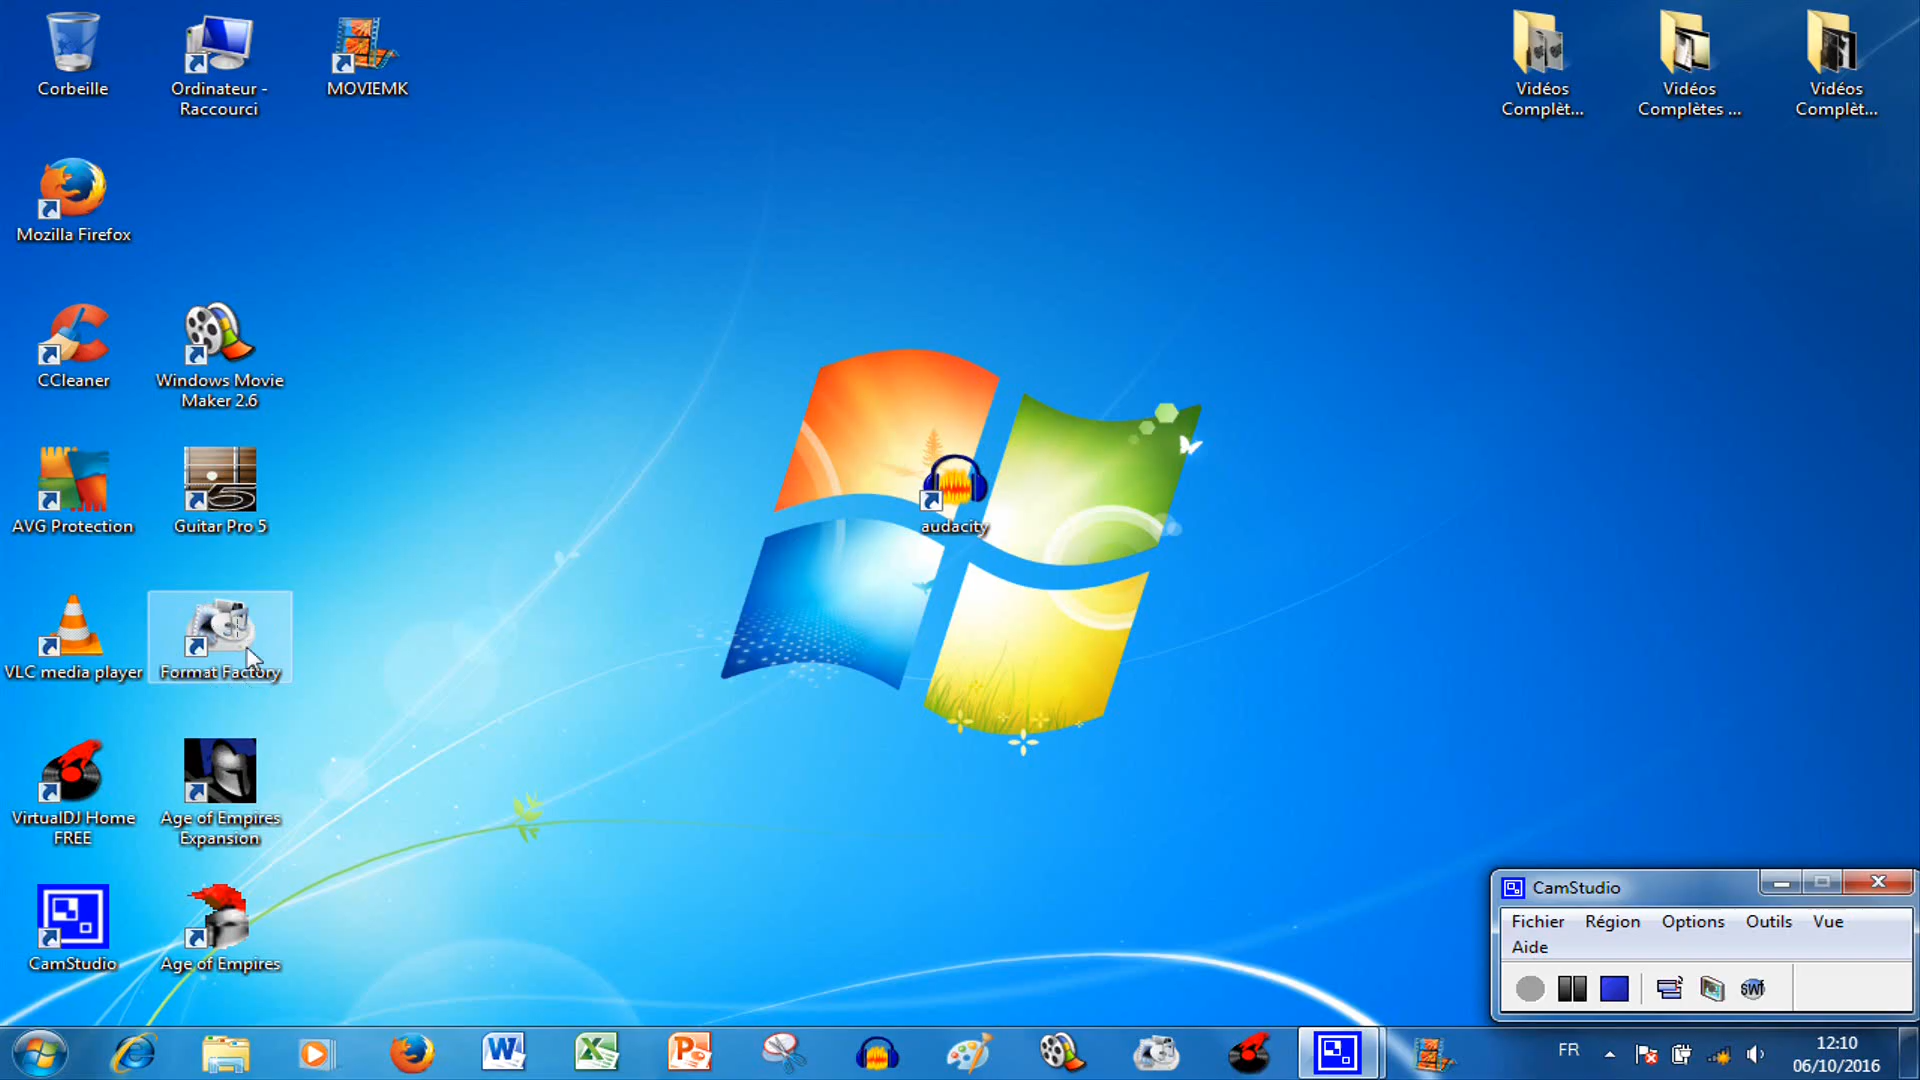 Corbeille
Ordinateur -
Raccourci
MOVIEMK
Vidéos
Complèt...
Vidéos
Complètes ...
Vidéos
Complèt...
Mozilla Firefox
CCleaner
Windows Movie
Maker 2.6
AVG Protection
Guitar Pro 5
audacity
VLC media player
Format Factory
VirtualDJ Home
FREE
Age of Empires
Expansion
CamStudio
Age of Empires
CamStudio
Fichier Région Options Outils Vue
Aide
SWf
FR
12:10
06/10/2016